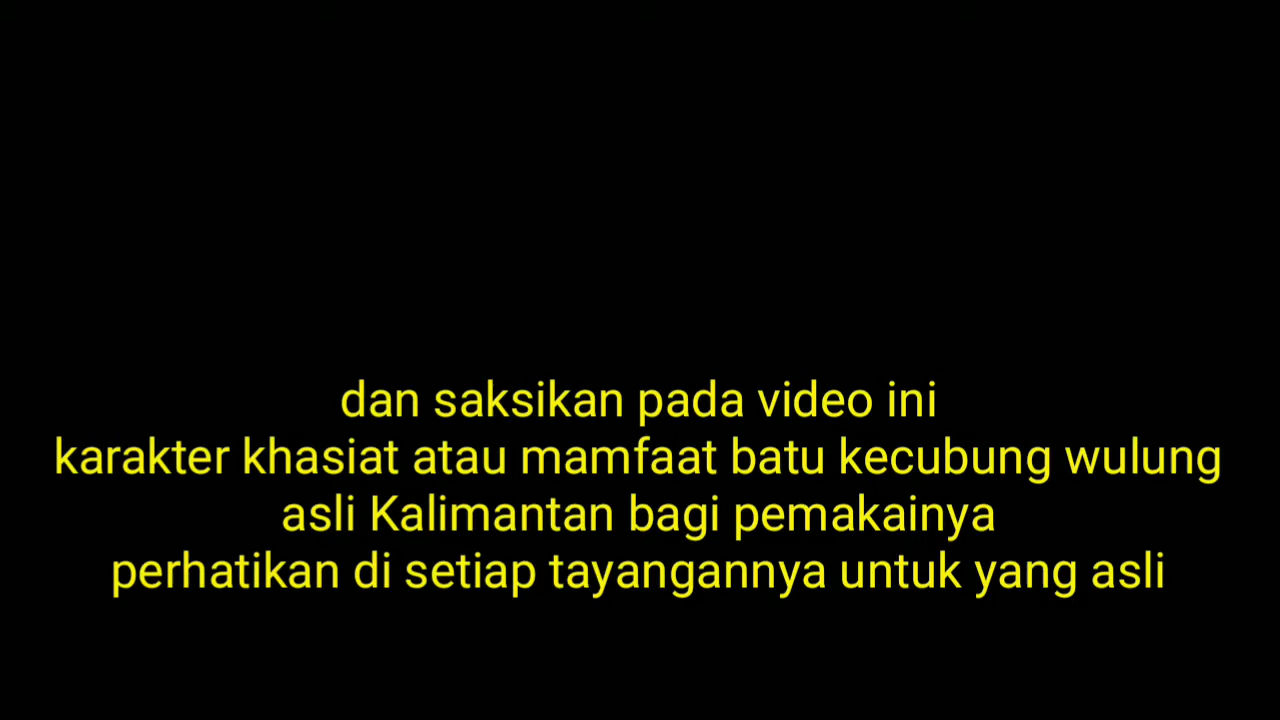 dan saksikan pada video ini
karakter khasiat atau mamfaat batu kecubung wulung
asli Kalimantan bagi pemakainya
perhatikan di setiap tayangannya untuk yang asli